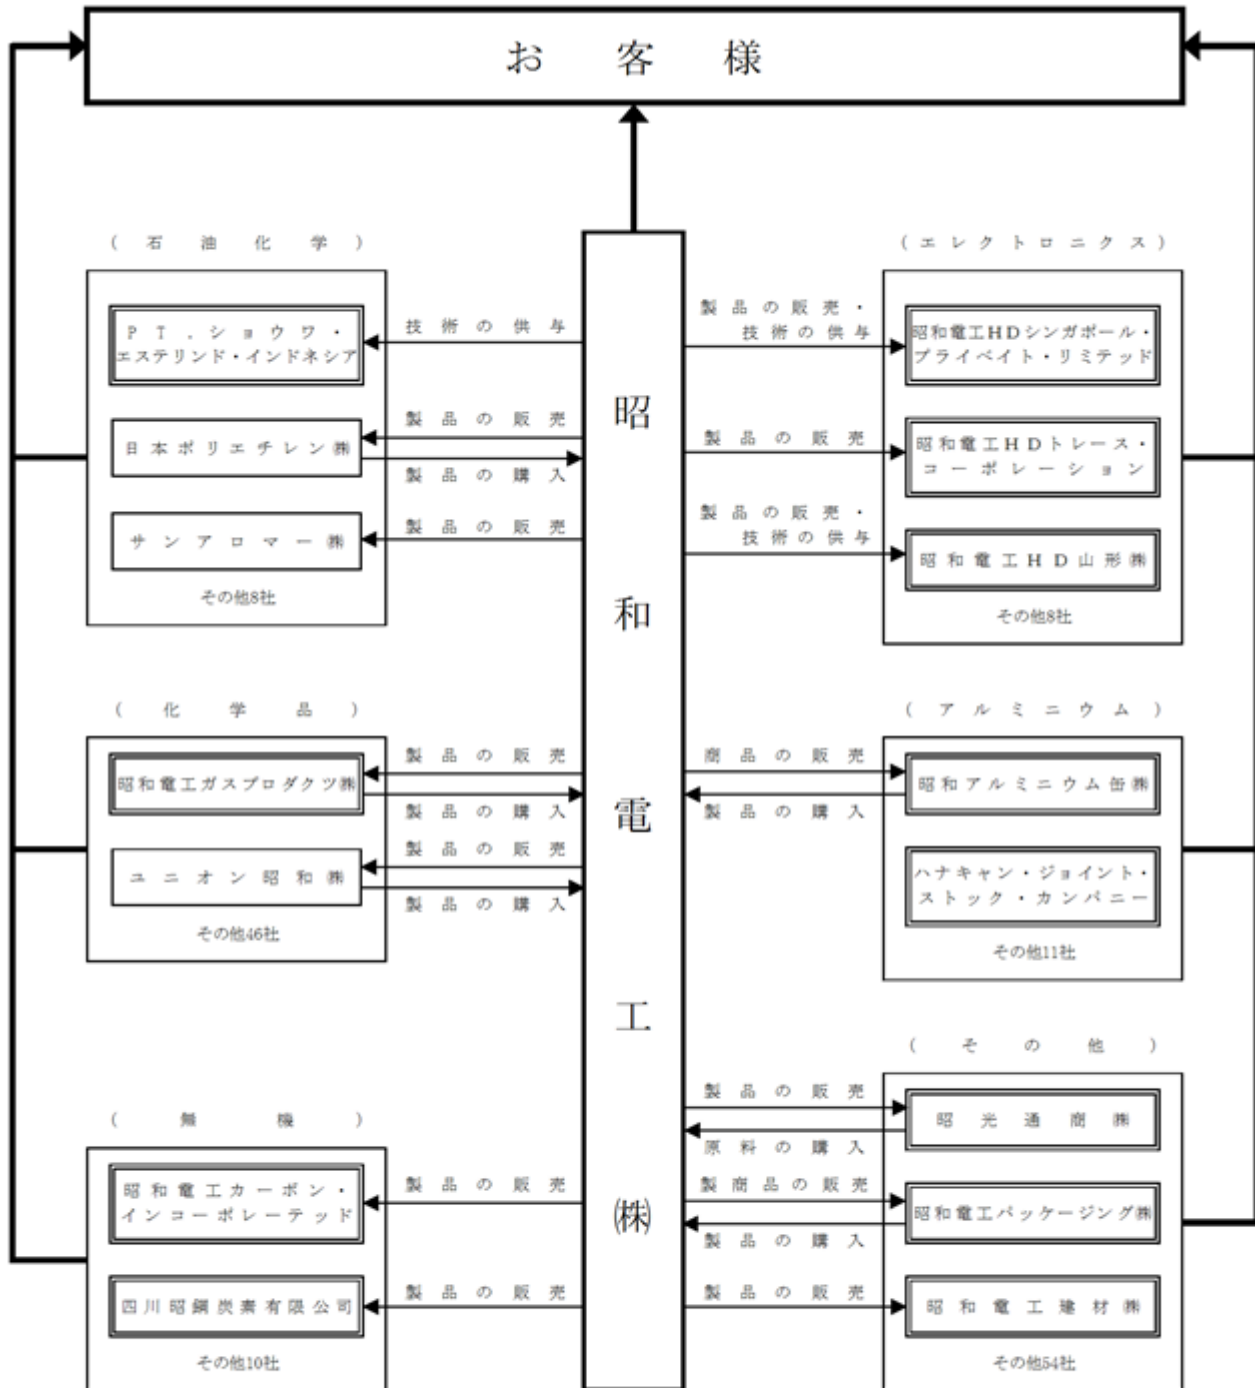 お客様
(石油化学)
PT.ショウワ・
エステリンド・インドネシア
技術の供与
日本ポリエチレン㈱
製品の販売
製品の購入
サンアロマー㈱
製品の販売
その他8社
(化学品)
昭和電工ガスプロダクツ㈱
製品の販売
製品の購入
ユニオン昭和㈱
製品の販売
製品の購入
その他46社
(無機)
昭和電工カーボン・
インコーポレーテッド
製品の販売
四川昭鋼炭素有限公司
製品の販売
その他10社
昭和電工㈱
(エレクトロニクス)
製品の販売・
技術の供与
昭和電工HDシンガポール・
プライベイト・リミテッド
製品の販売
昭和電工HDトレース・
コーポレーション
製品の販売・
技術の供与
昭和電工HD山形㈱
その他8社
(アルミニウム)
商品の販売
製品の購入
昭和アルミニウム缶㈱
ハナキャン・ジョイント・
ストック・カンパニー
その他11社
(その他)
製品の販売
原料の購入
昭光通商㈱
製商品の販売
製品の購入
昭和電工パッケージング㈱
製品の販売
昭和電工建材㈱
その他54社